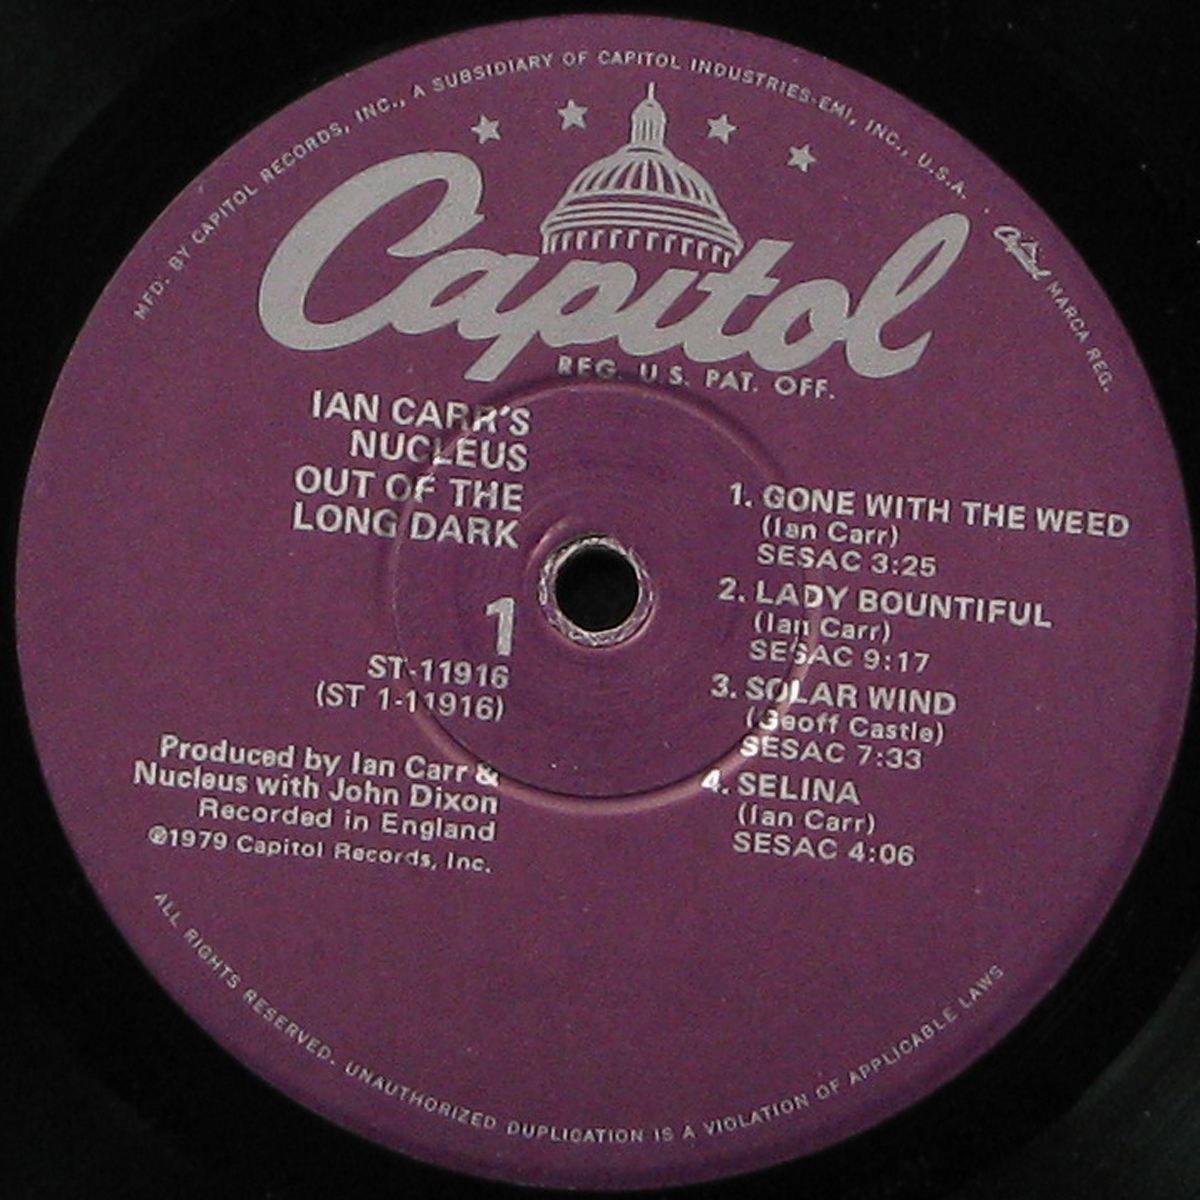 MFD. BY CAPITOL RECORDS, INC., A SUBSIDIARY OF CAPITOL INDUSTRIES-EMI, INC., U.S.A.
Capitol MARCA REG.
Capitol
REG. U.S. PAT. OFF.
IAN CARR'S
NUCLEUS
OUT OF THE
LONG DARK
1
ST-11916
(ST 1-11916)
Produced by Ian Carr &
Nucleus with John Dixon
Recorded in England
℗1979 Capitol Records, Inc.
1. GONE WITH THE WEED
(Ian Carr)
SESAC 3:25
2. LADY BOUNTIFUL
(Ian Carr)
SESAC 9:17
3. SOLAR WIND
(Geoff Castle)
SESAC 7:33
4. SELINA
(Ian Carr)
SESAC 4:06
ALL RIGHTS RESERVED. UNAUTHORIZED DUPLICATION IS A VIOLATION OF APPLICABLE LAWS